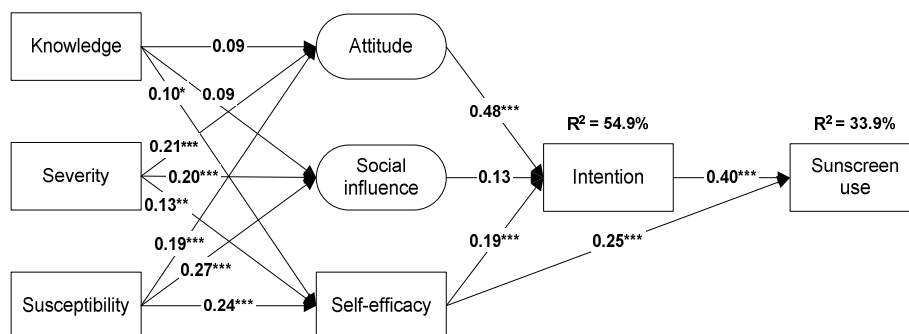 Knowledge
0.09
Attitude
0.10*
0.09
0.48***
R² = 54.9%
R² = 33.9%
0.21***
Severity
0.20***
Social
influence
0.13
Intention
0.40***
Sunscreen
use
0.13**
0.19***
0.19***
0.25***
0.27***
Susceptibility
0.24***
Self-efficacy